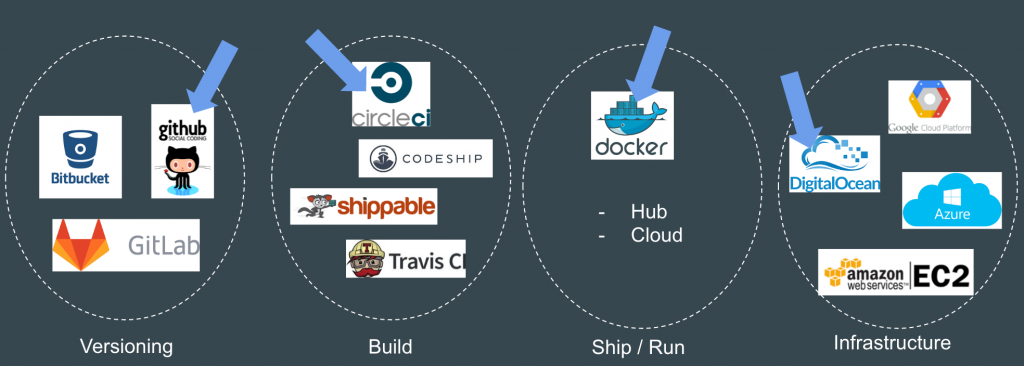 Bitbucket
github
SOCIAL CODING
GitLab
Versioning
circleci
CODESHIP
shippable
Travis CI
Build
docker
- Hub
- Cloud
Ship / Run
Google Cloud Platform
DigitalOcean
Azure
amazon
web services™
EC2
Infrastructure